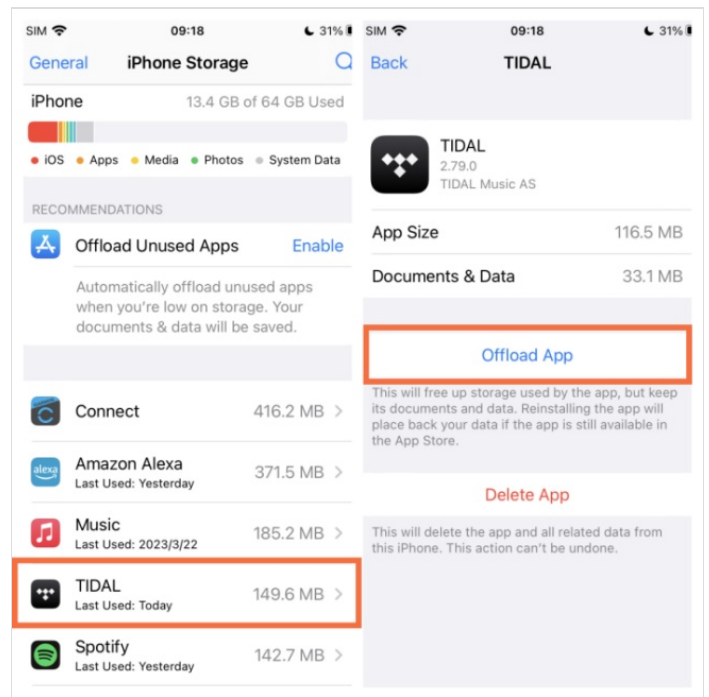 SIM 09:18 31%
General iPhone Storage
iPhone 13.4 GB of 64 GB Used
iOS Apps Media Photos System Data
RECOMMENDATIONS
Offload Unused Apps Enable
Automatically offload unused apps
when you're low on storage. Your
documents & data will be saved.
Connect 416.2 MB
alexa
Amazon Alexa 371.5 MB
Last Used: Yesterday
Music 185.2 MB
Last Used: 2023/3/22
TIDAL 149.6 MB
Last Used: Today
Spotify 142.7 MB
Last Used: Yesterday
SIM 09:18 31%
Back TIDAL
TIDAL
2.79.0
TIDAL Music AS
App Size 116.5 MB
Documents & Data 33.1 MB
Offload App
This will free up storage used by the app, but keep
its documents and data. Reinstalling the app will
place back your data if the app is still available in
the App Store.
Delete App
This will delete the app and all related data from
this iPhone. This action can't be undone.